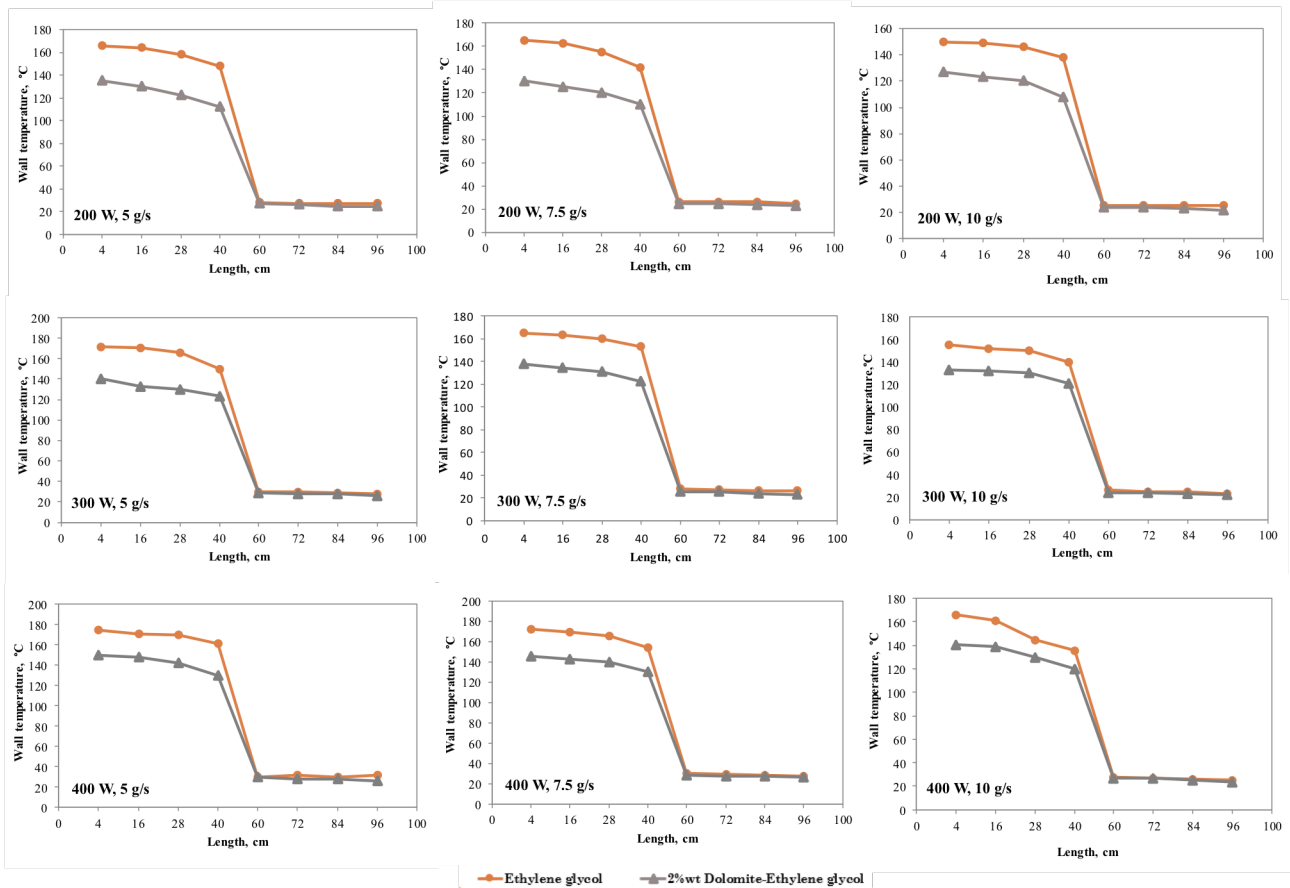 180
160
140
120
100
80
60
40
20
0
Wall temperature, °C
200 W, 5 g/s
0 4 16 28 40 60 72 84 96 100
Length, cm
180
160
140
120
100
80
60
40
20
0
Wall temperature, °C
200 W, 7.5 g/s
0 4 16 28 40 60 72 84 96 100
Length, cm
160
140
120
100
80
60
40
20
0
Wall temperature, °C
200 W, 10 g/s
0 4 16 28 40 60 72 84 96 100
Length, cm
200
180
160
140
120
100
80
60
40
20
0
Wall temperature, °C
300 W, 5 g/s
0 4 16 28 40 60 72 84 96 100
Length, cm
180
160
140
120
100
80
60
40
20
0
Wall temperature, °C
300 W, 7.5 g/s
0 4 16 28 40 60 72 84 96 100
Length, cm
180
160
140
120
100
80
60
40
20
0
Wall temperature,°C
300 W, 10 g/s
0 4 16 28 40 60 72 84 96 100
Length, cm
200
180
160
140
120
100
80
60
40
20
0
Wall temperature, °C
400 W, 5 g/s
0 4 16 28 40 60 72 84 96 100
Length, cm
200
180
160
140
120
100
80
60
40
20
0
Wall temperature, °C
400 W, 7.5 g/s
0 4 16 28 40 60 72 84 96 100
Length, cm
180
160
140
120
100
80
60
40
20
0
Wall temperature, °C
400 W, 10 g/s
0 4 16 28 40 60 72 84 96 100
Length, cm
Ethylene glycol 2%wt Dolomite-Ethylene glycol